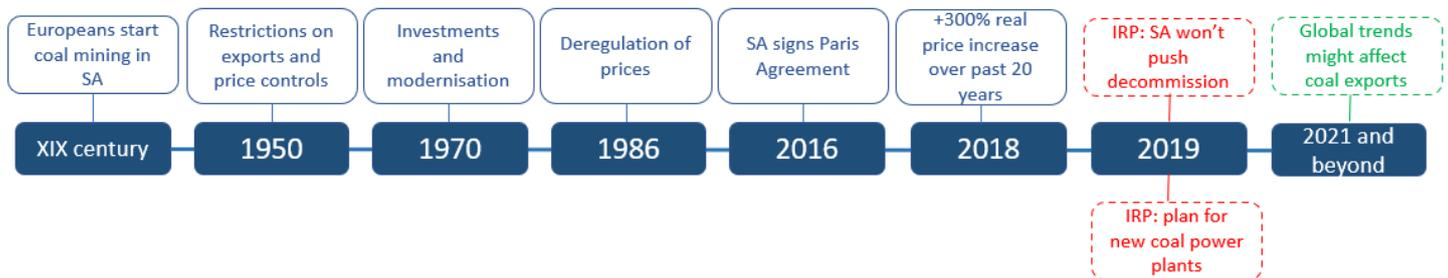 Europeans start
coal mining in
SA
Restrictions on
exports and
price controls
Investments
and
modernisation
Deregulation of
prices
SA signs Paris
Agreement
+300% real
price increase
over past 20
years
IRP: SA won't
push
decommission
Global trends
might affect
coal exports
XIX century
1950
1970
1986
2016
2018
2019
2021 and
beyond
IRP: plan for
new coal power
plants